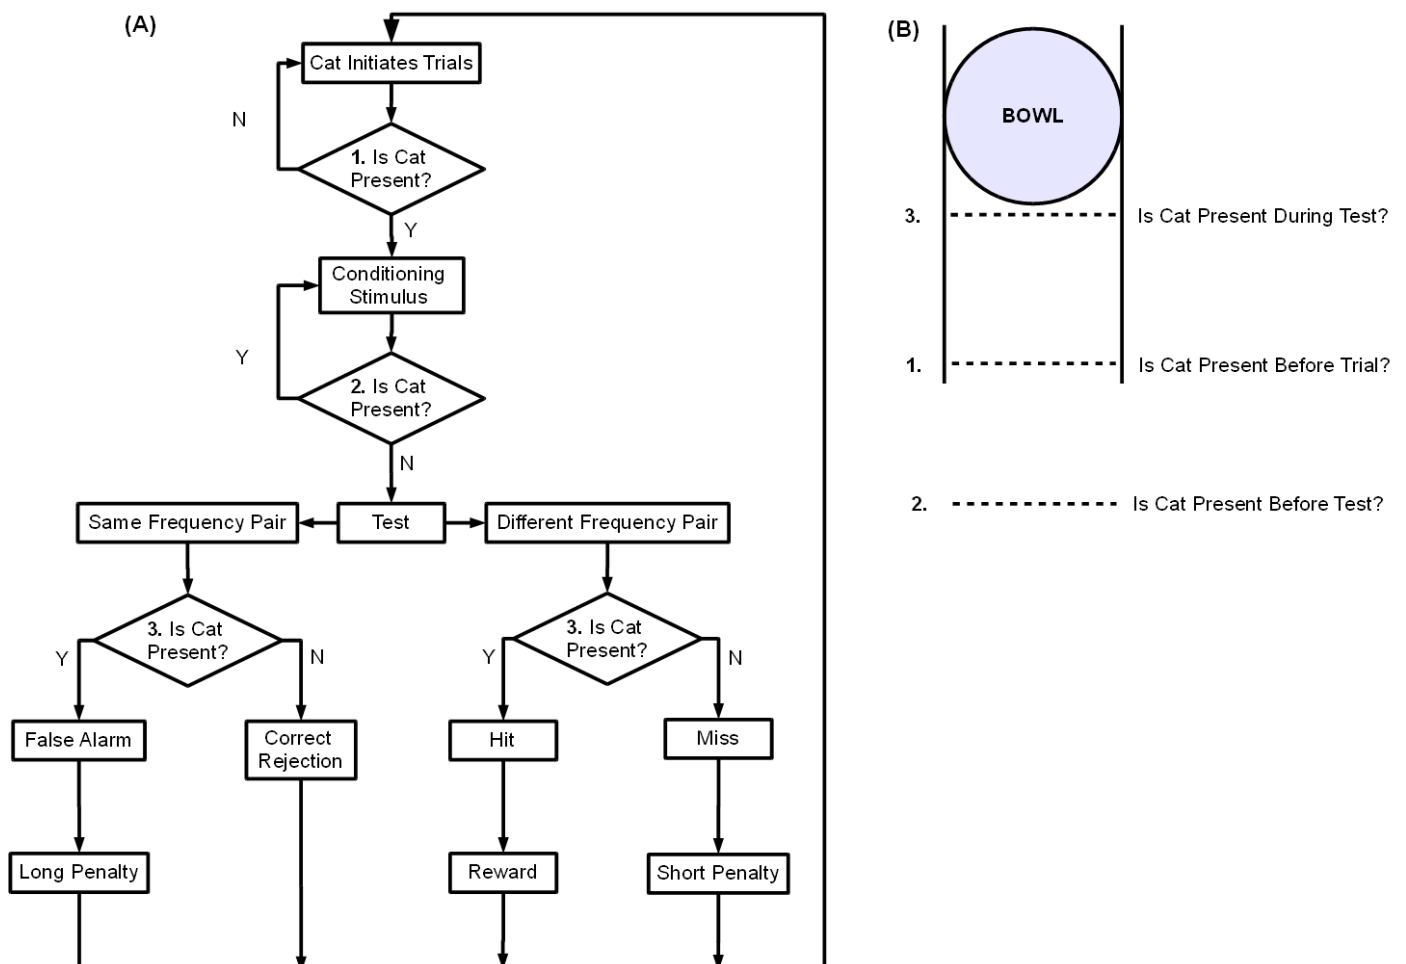 (A)
Cat Initiates Trials
N
1. Is Cat
Present?
Y
Conditioning
Stimulus
Y
2. Is Cat
Present?
N
Same Frequency Pair
Test
Different Frequency Pair
3. Is Cat
Present?
Y
N
3. Is Cat
Present?
Y
N
False Alarm
Correct
Rejection
Hit
Miss
Long Penalty
Reward
Short Penalty
(B)
BOWL
3.
Is Cat Present During Test?
1.
Is Cat Present Before Trial?
2.
Is Cat Present Before Test?